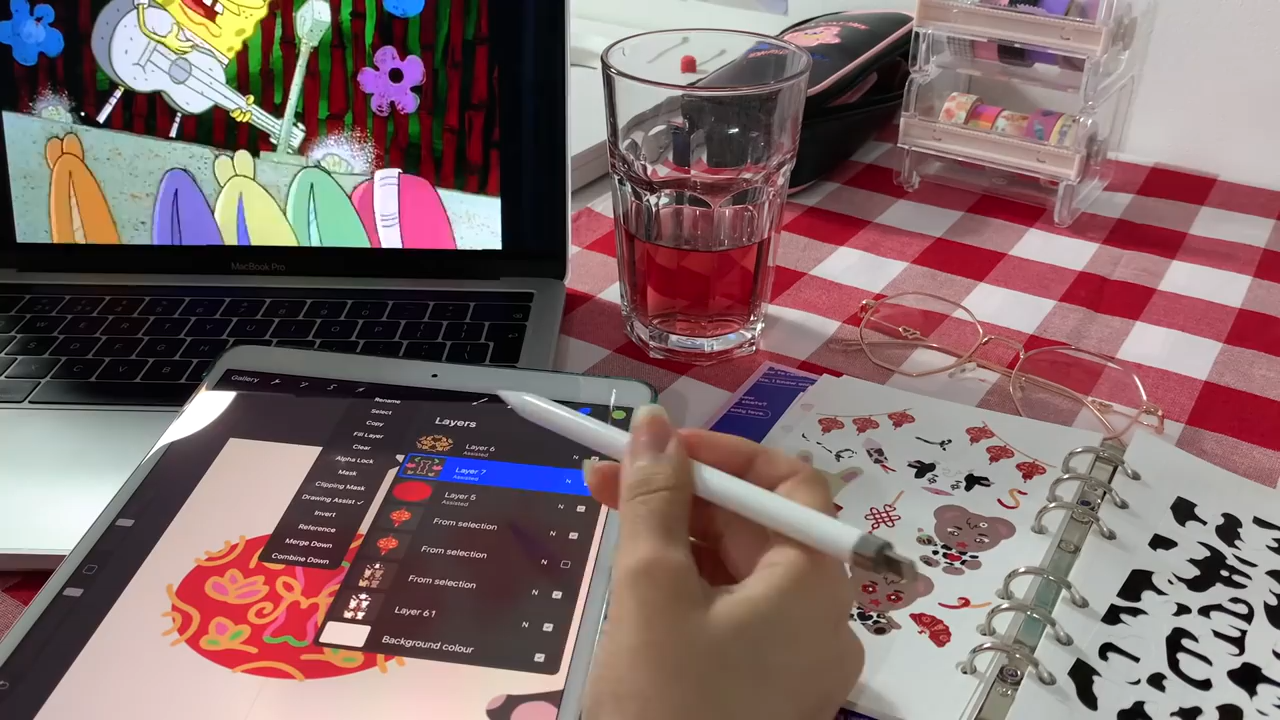 MacBook Pro
Gallery
Rename
Select
Copy
Fill Layer
Clear
Alpha Lock
Mask
Clipping Mask
Drawing Assist
Invert
Reference
Merge Down
Combine Down
Layers
Layer 6
Assisted
N
Layer 7
Assisted
N
Layer 5
Assisted
N
From selection
N
From selection
N
From selection
N
Layer 61
N
Background colour